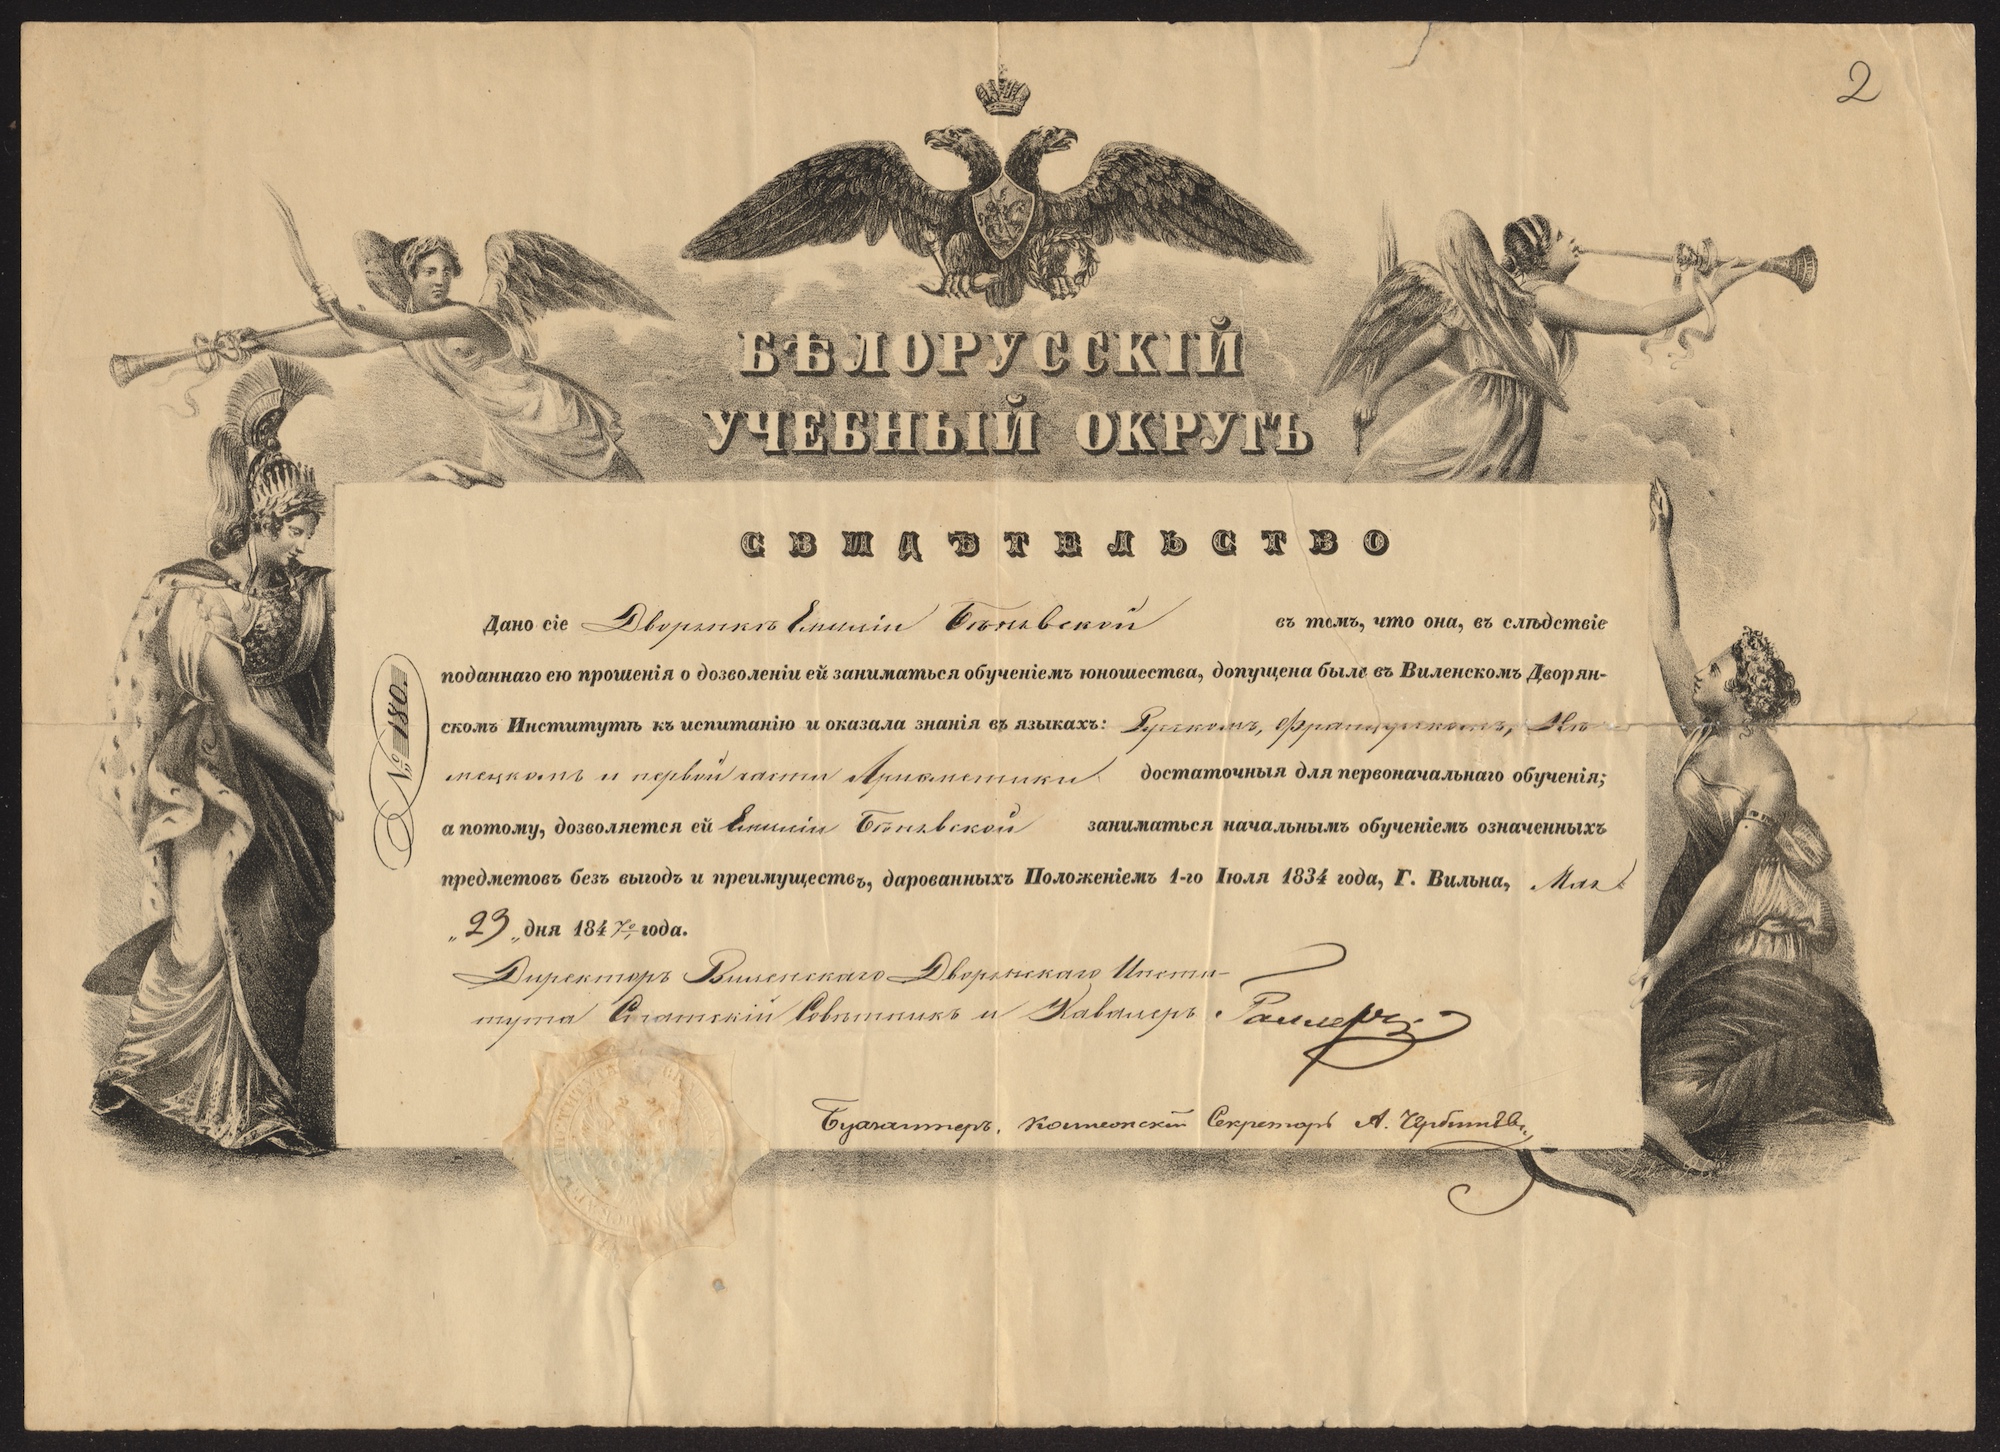 2
БѢЛОРУССКІЙ
УЧЕБНЫЙ ОКРУГЪ
СВИДѢТЕЛЬСТВО
Дано сіе Дворянкѣ Емиліи Бѣнявской въ томъ, что она, въ слѣдствіе
поданнаго ею прошенія о дозволеніи ей заниматься обученіемъ юношества, допущена была въ Виленскомъ Дворян-
скомъ Институтѣ къ испытанію и оказала знанія въ языкахъ: Русскомъ, Французскомъ, Нѣ
мецкомъ и первой части Ариѳметики достаточныя для первоначальнаго обученія;
а потому, дозволяется ей Емиліи Бѣнявской заниматься начальнымъ обученіемъ означенныхъ
предметовъ безъ выгодъ и преимуществъ, дарованныхъ Положеніемъ 1-го Іюля 1834 года, Г. Вильна, Мая
„23„ дня 1847го года.
№ 180.
Директоръ Виленскаго Дворянскаго Инсти-
тута Статскій Совѣтникъ и Кавалеръ
Бухгалтеръ, Коллежскій Секретарь А.